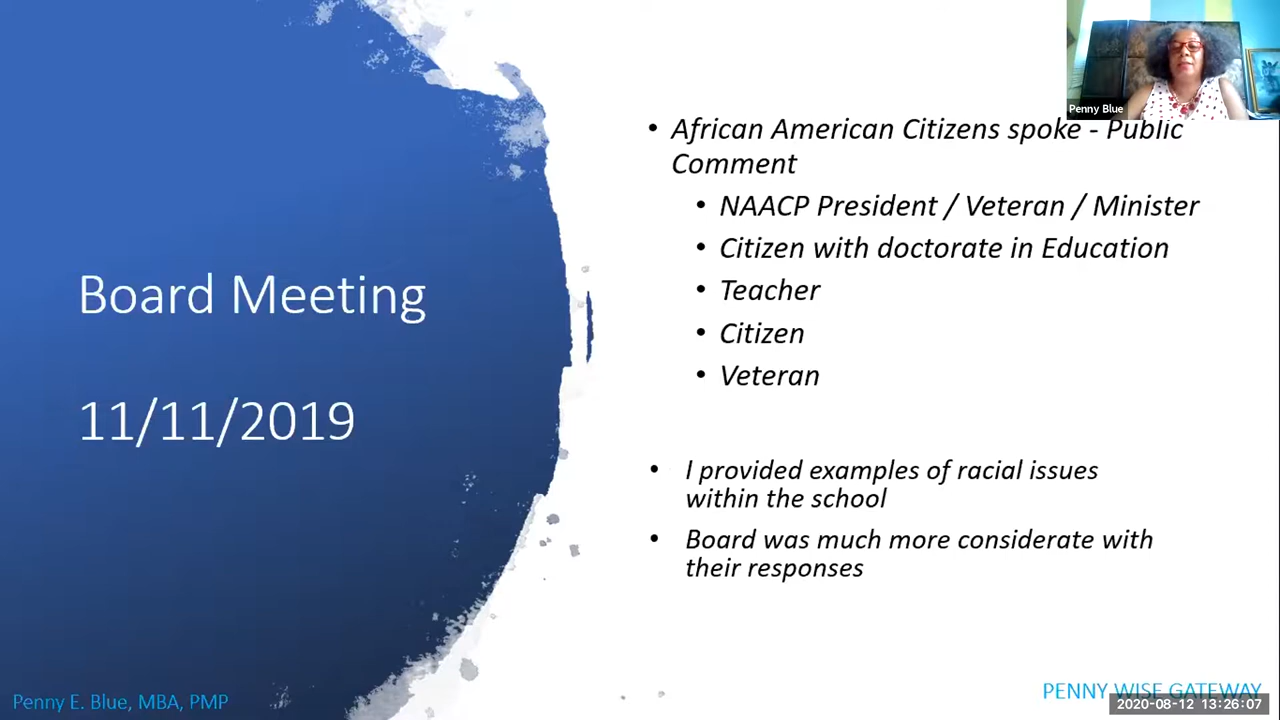 Penny Blue
Board Meeting
11/11/2019
• African American Citizens spoke - Public
Comment
• NAACP President / Veteran / Minister
• Citizen with doctorate in Education
• Teacher
• Citizen
• Veteran
• I provided examples of racial issues
within the school
• Board was much more considerate with
their responses
Penny E. Blue, MBA, PMP
PENNY WISE GATEWAY
2020-08-12 13:26:07